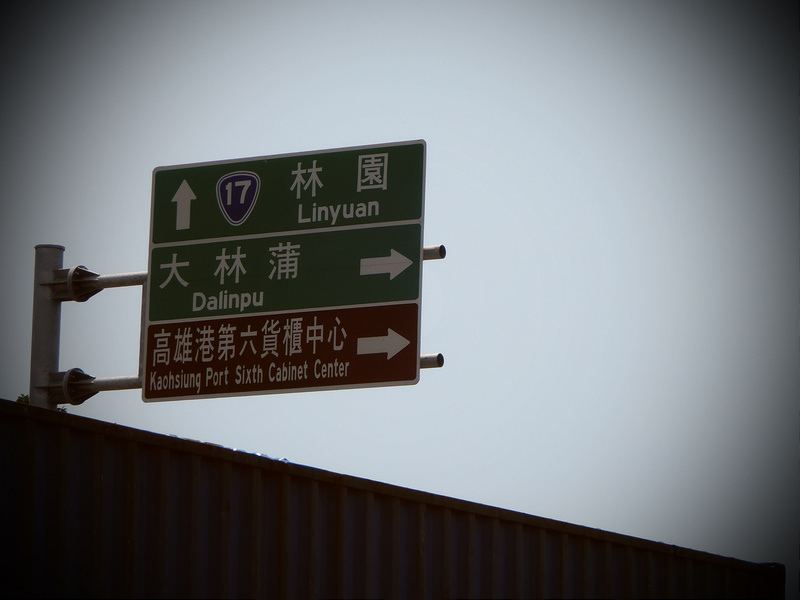 17 林園
Linyuan
大林蒲
Dalinpu
高雄港第六貨櫃中心
Kaohsiung Port Sixth Cabinet Center